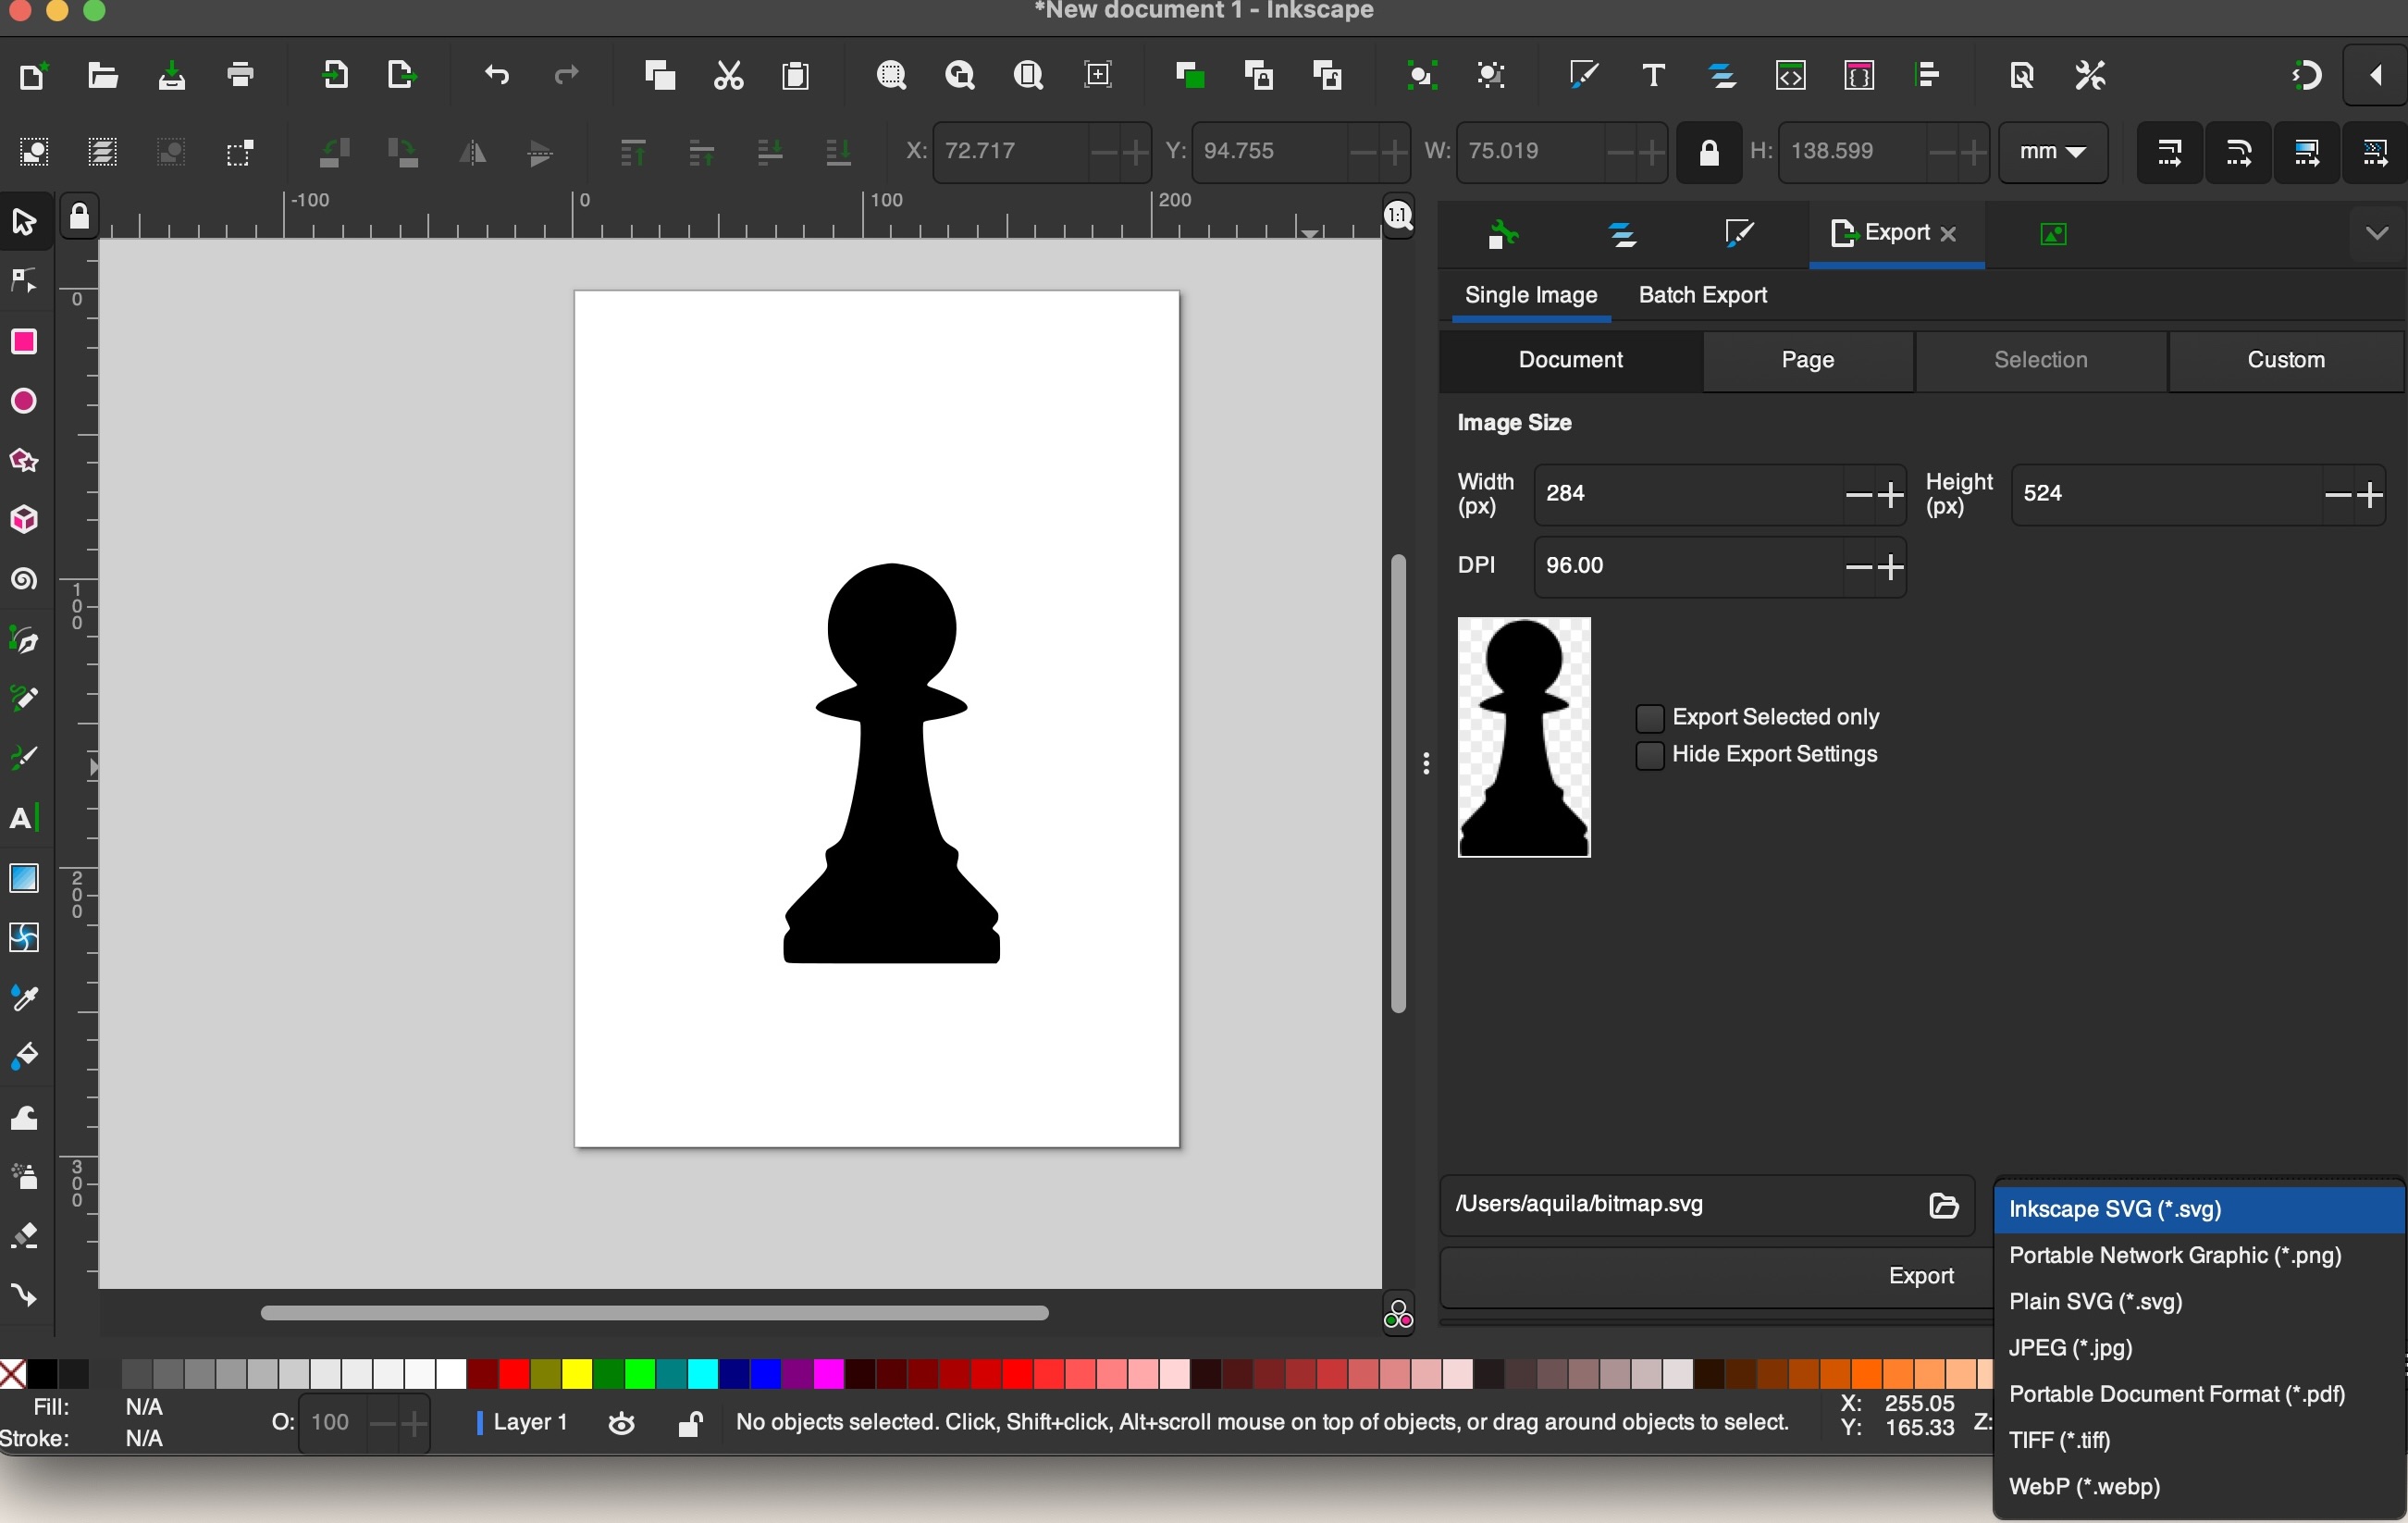 *New document 1 - Inkscape
X: 72.717 Y: 94.755 W: 75.019 H: 138.599 mm
-100 0 100 200
1:1
Export
Single Image Batch Export
Document Page Selection Custom
Image Size
Width (px) 284 Height (px) 524
DPI 96.00
Export Selected only
Hide Export Settings
0
100
200
300
/Users/aquila/bitmap.svg
Export
Inkscape SVG (*.svg)
Portable Network Graphic (*.png)
Plain SVG (*.svg)
JPEG (*.jpg)
Portable Document Format (*.pdf)
TIFF (*.tiff)
WebP (*.webp)
Fill: N/A
Stroke: N/A
O: 100
Layer 1
No objects selected. Click, Shift+click, Alt+scroll mouse on top of objects, or drag around objects to select.
X: 255.05
Y: 165.33
Z: